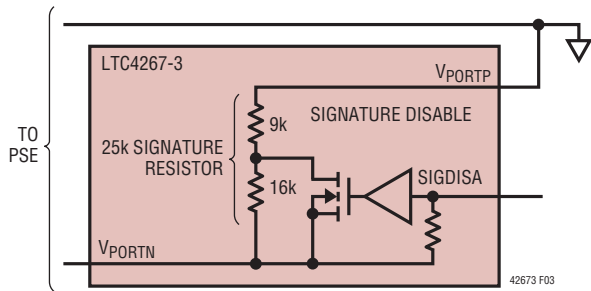 LTC4267-3
VPORTP
9k
SIGNATURE DISABLE
TO
PSE
25k SIGNATURE
RESISTOR
16k
SIGDISA
VPORTN
42673 F03